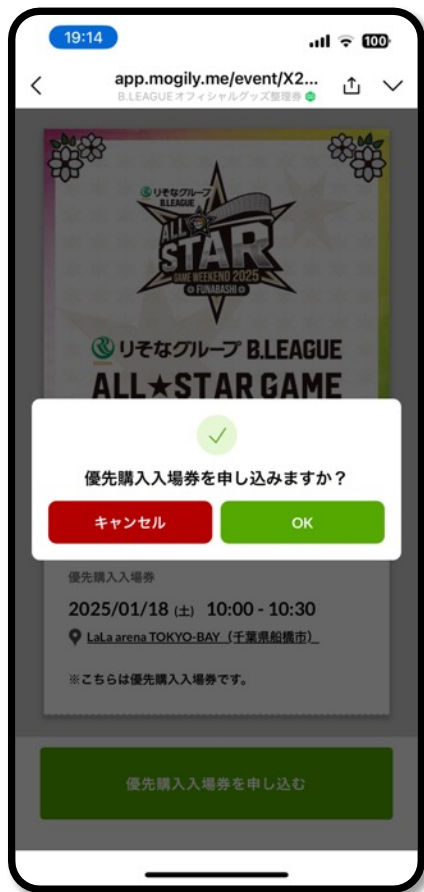 19:14
100
app.mogily.me/event/X2...
B.LEAGUEオフィシャルグッズ整理券
りそなグループ
B.LEAGUE
ALL
STAR
GAME WEEKEND 2025
FUNABASHI
りそなグループ B.LEAGUE
ALL★STAR GAME
優先購入入場券を申し込みますか？
キャンセル
OK
優先購入入場券
2025/01/18 (土) 10:00 - 10:30
LaLa arena TOKYO-BAY（千葉県船橋市）
※こちらは優先購入入場券です。
優先購入入場券を申し込む